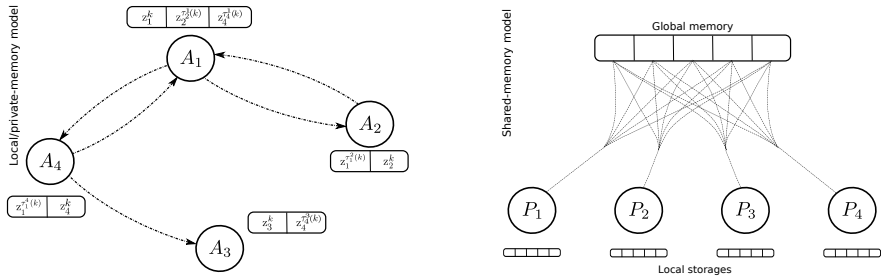 Local/private-memory model
z_1^k z_2^{τ_2^1(k)} z_4^{τ_4^1(k)}
A_1
A_2
z_1^{τ_1^2(k)} z_2^k
A_4
z_1^{τ_1^4(k)} z_4^k
z_3^k z_4^{τ_4^3(k)}
A_3
Shared-memory model
Global memory
P_1 P_2 P_3 P_4
Local storages